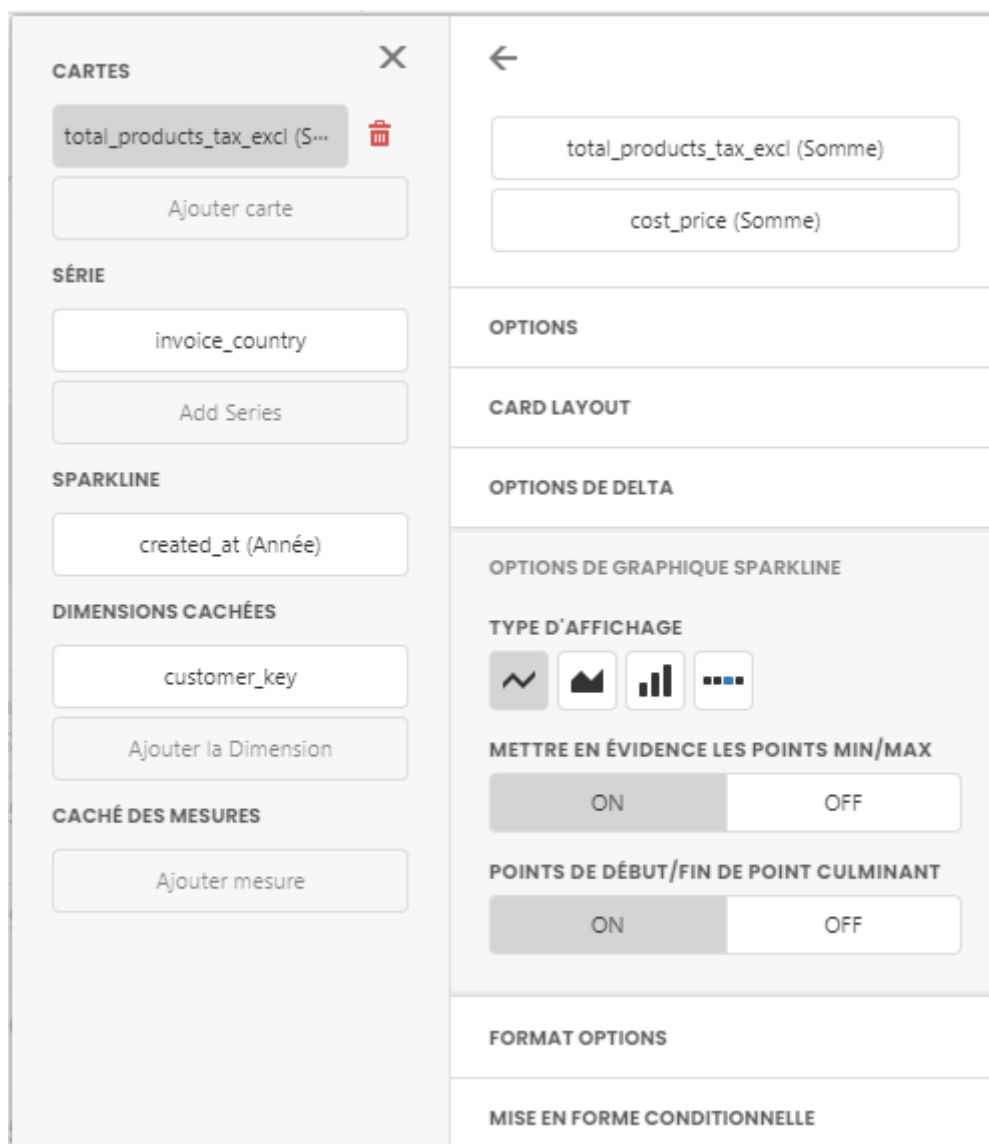 CARTES
total_products_tax_excl (S...
Ajouter carte
SÉRIE
invoice_country
Add Series
SPARKLINE
created_at (Année)
DIMENSIONS CACHÉES
customer_key
Ajouter la Dimension
CACHÉ DES MESURES
Ajouter mesure
total_products_tax_excl (Somme)
cost_price (Somme)
OPTIONS
CARD LAYOUT
OPTIONS DE DELTA
OPTIONS DE GRAPHIQUE SPARKLINE
TYPE D'AFFICHAGE
METTRE EN ÉVIDENCE LES POINTS MIN/MAX
ON OFF
POINTS DE DÉBUT/FIN DE POINT CULMINANT
ON OFF
FORMAT OPTIONS
MISE EN FORME CONDITIONNELLE